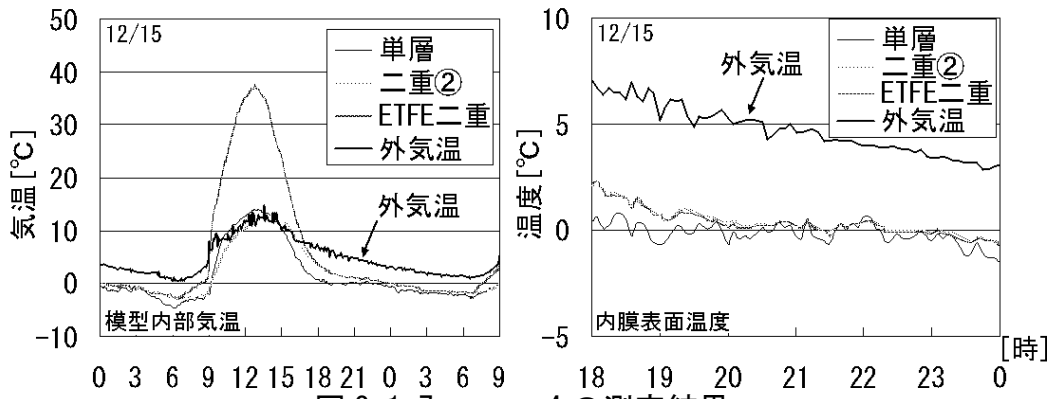 50
40
30
20
10
0
-10
気温[℃]
12/15
単層
二重②
ETFE二重
外気温
外気温
模型内部気温
0 3 6 9 12 15 18 21 0 3 6 9
10
5
0
-5
温度[℃]
12/15
単層
二重②
ETFE二重
外気温
外気温
内膜表面温度
[時]
18 19 20 21 22 23 0